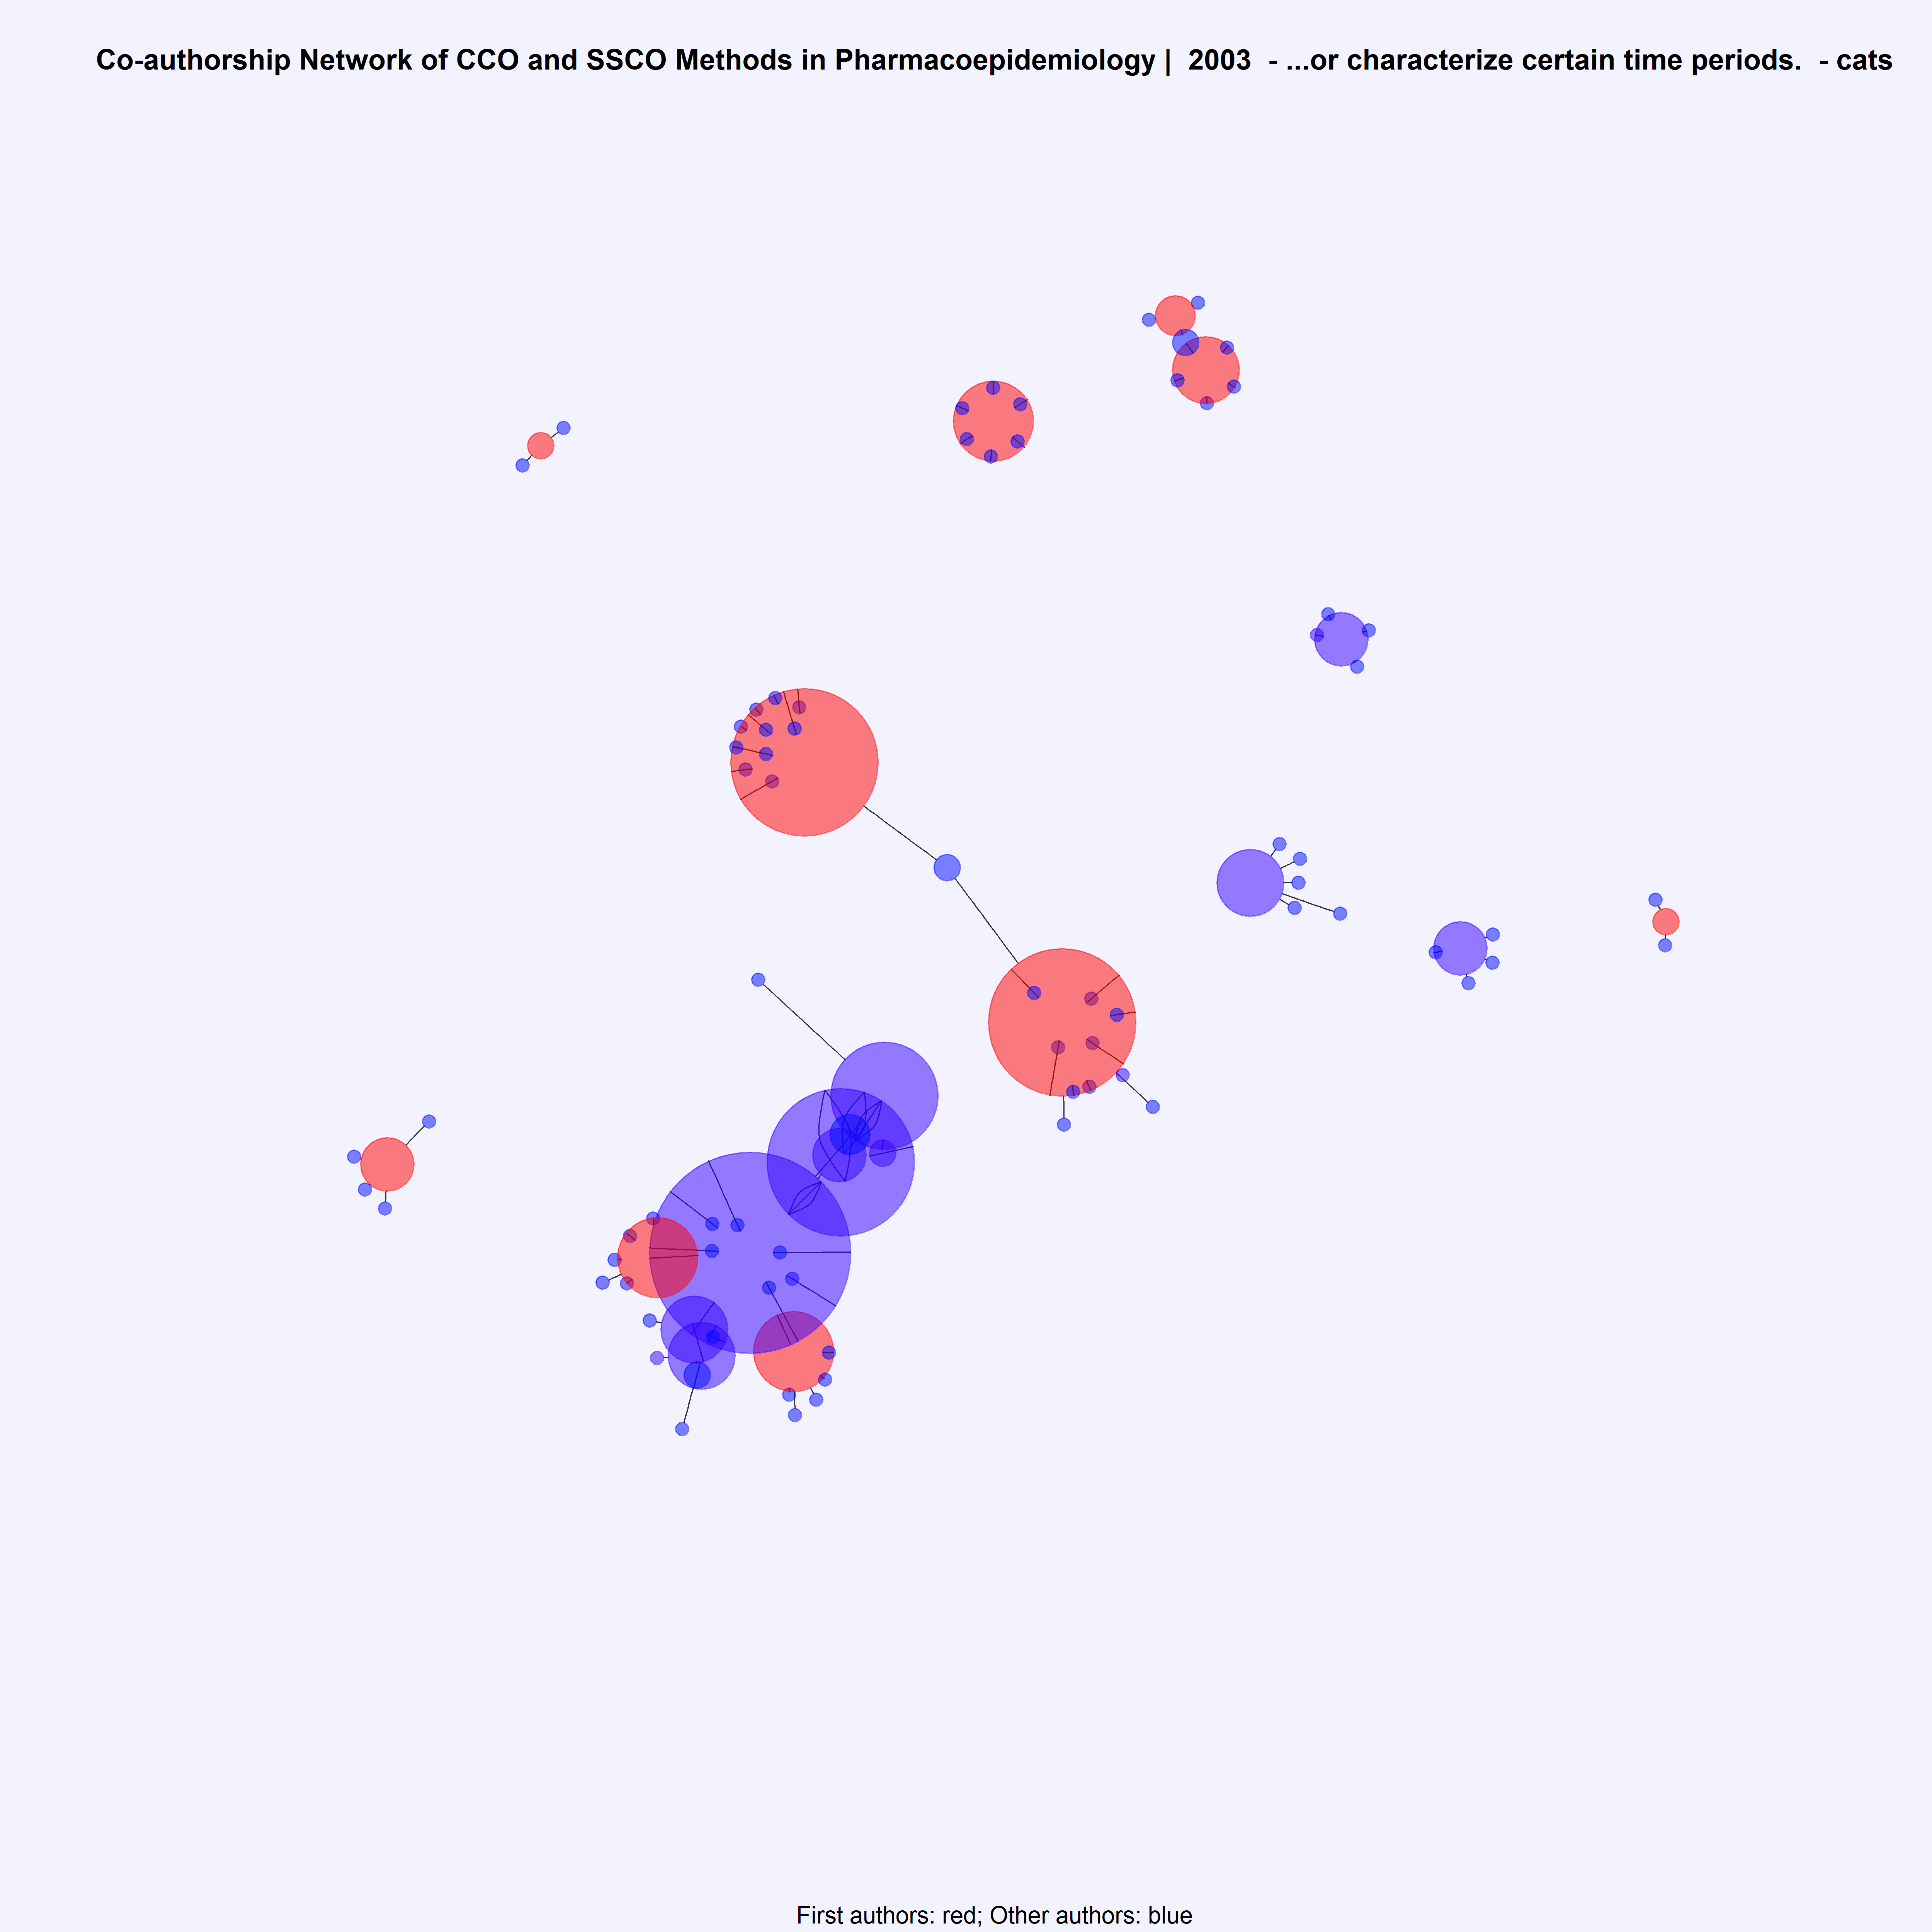 Co-authorship Network of CCO and SSCO Methods in Pharmacoepidemiology | 2003 - ...or characterize certain time periods. - cats
First authors: red; Other authors: blue